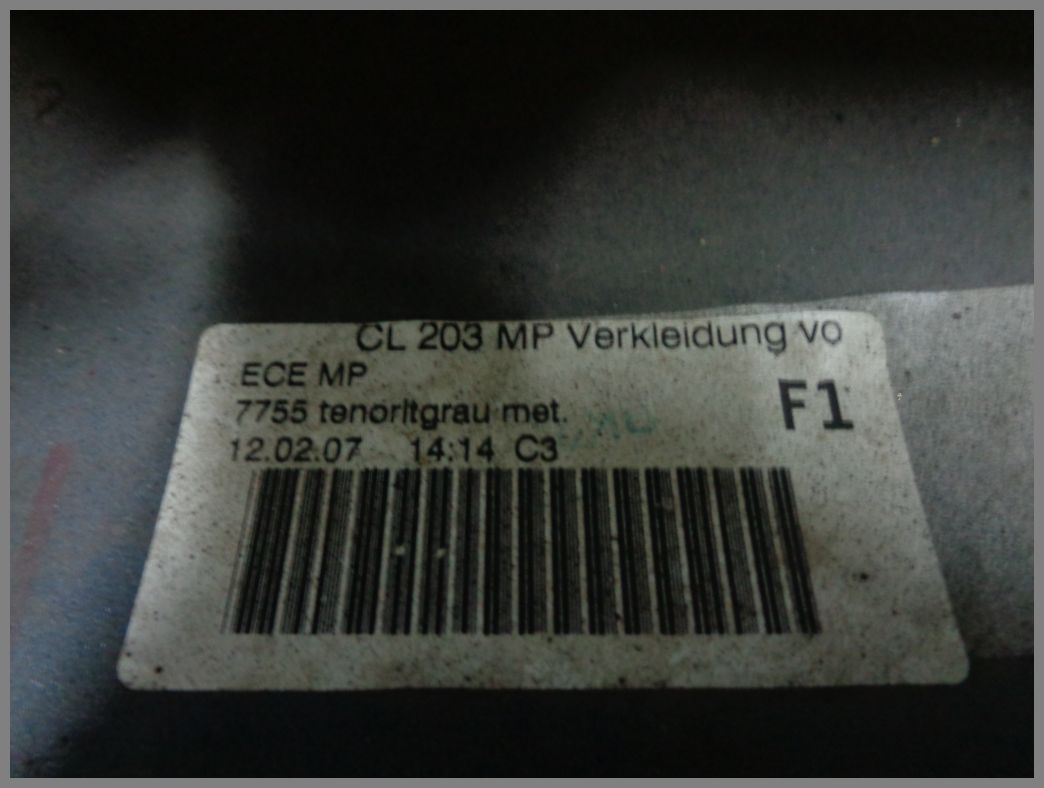 CL 203 MP Verkleidung vo
ECE MP
F1
7755 tenoritgrau met.
12.02.07 14:14 C3